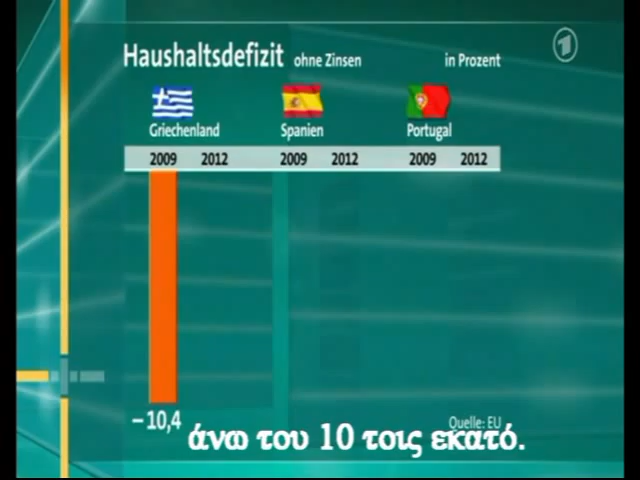 Haushaltsdefizit ohne Zinsen in Prozent
1
Griechenland Spanien Portugal
2009 2012 2009 2012 2009 2012
–10,4
Quelle: EU
άνω του 10 τοις εκατό.